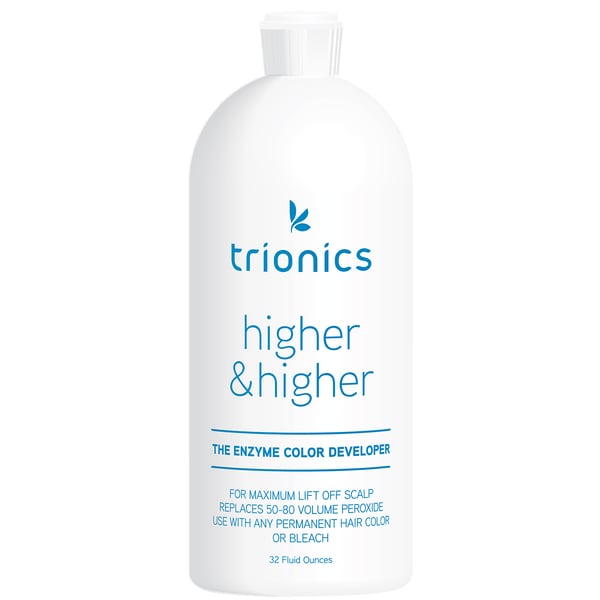 trionics
higher
&higher
THE ENZYME COLOR DEVELOPER
FOR MAXIMUM LIFT OFF SCALP
REPLACES 50-80 VOLUME PEROXIDE
USE WITH ANY PERMANENT HAIR COLOR
OR BLEACH
32 Fluid Ounces